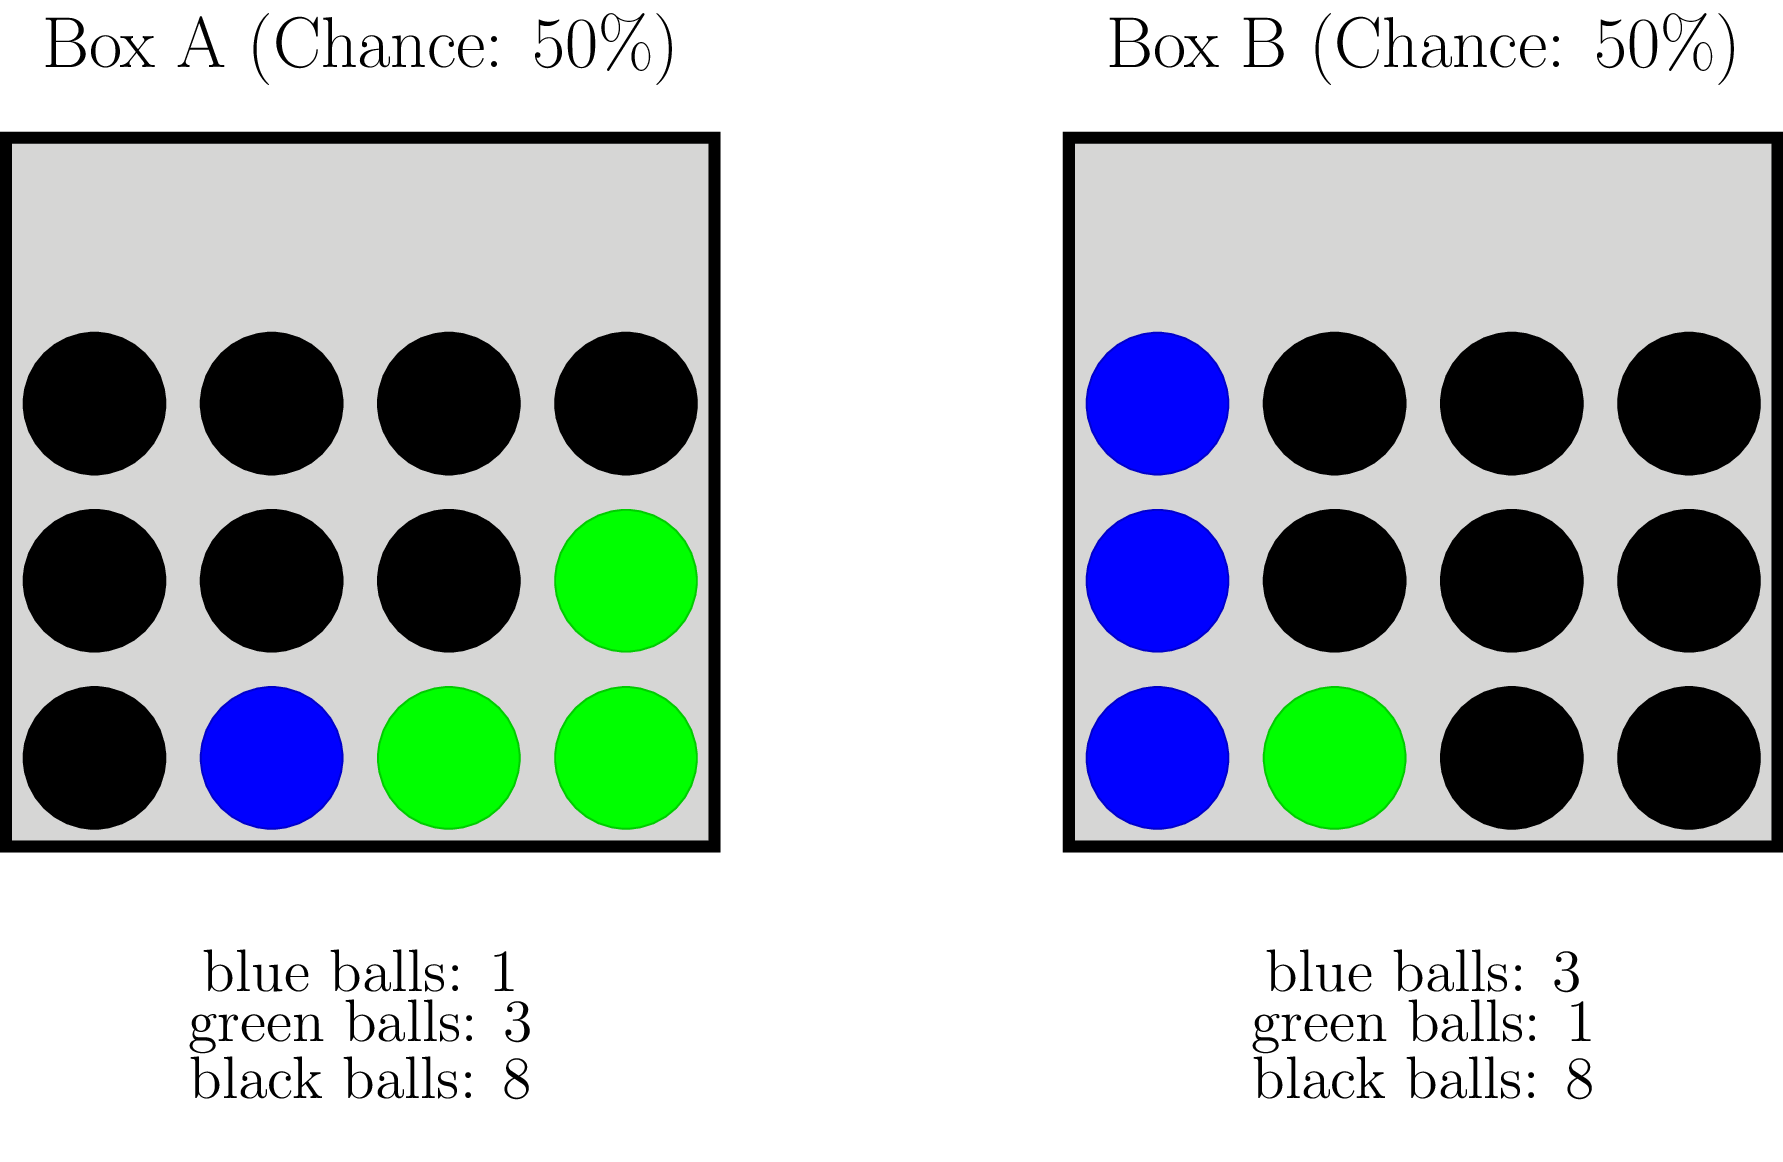 Box A (Chance: 50%)
Box B (Chance: 50%)
blue balls: 1
green balls: 3
black balls: 8
blue balls: 3
green balls: 1
black balls: 8